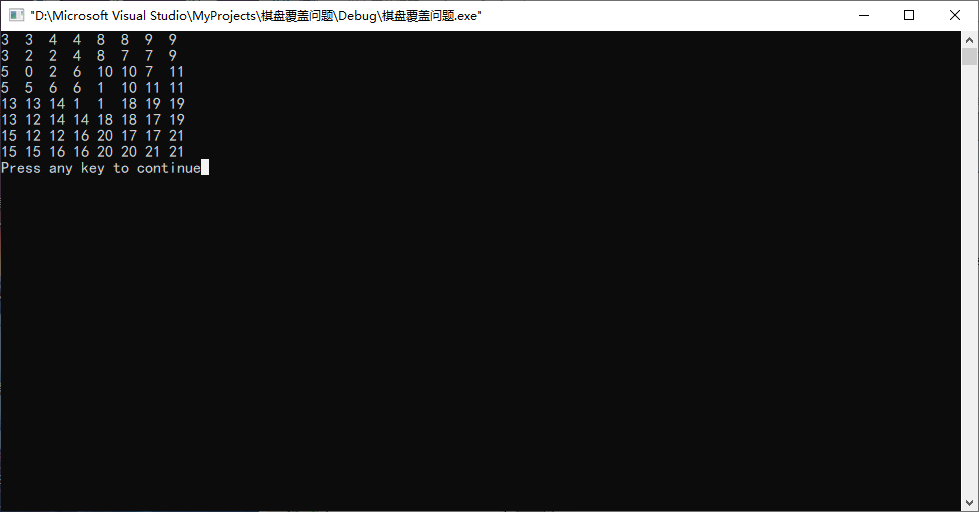 "D:\Microsoft Visual Studio\MyProjects\棋盘覆盖问题\Debug\棋盘覆盖问题.exe"
3 3 4 4 8 8 9 9
3 2 2 4 8 7 7 9
5 0 2 6 10 10 7 11
5 5 6 6 1 10 11 11
13 13 14 1 1 18 19 19
13 12 14 14 18 18 17 19
15 12 12 16 20 17 17 21
15 15 16 16 20 20 21 21
Press any key to continue